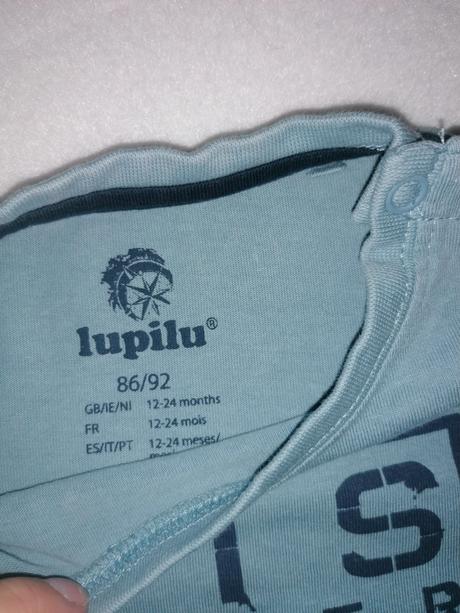 lupilu®
86/92
GB/IE/NI 12-24 months
FR 12-24 mois
ES/IT/PT 12-24 meses/
S